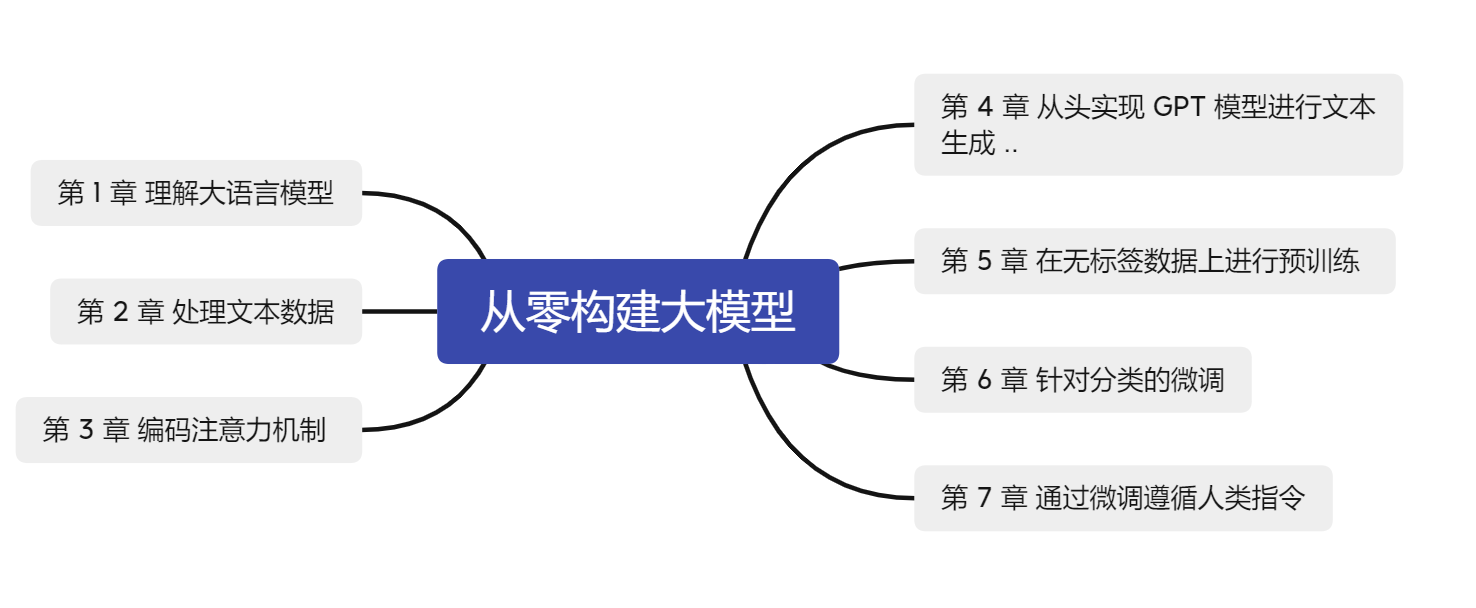 从零构建大模型
第 1 章 理解大语言模型
第 2 章 处理文本数据
第 3 章 编码注意力机制
第 4 章 从头实现 GPT 模型进行文本
生成 ..
第 5 章 在无标签数据上进行预训练
第 6 章 针对分类的微调
第 7 章 通过微调遵循人类指令